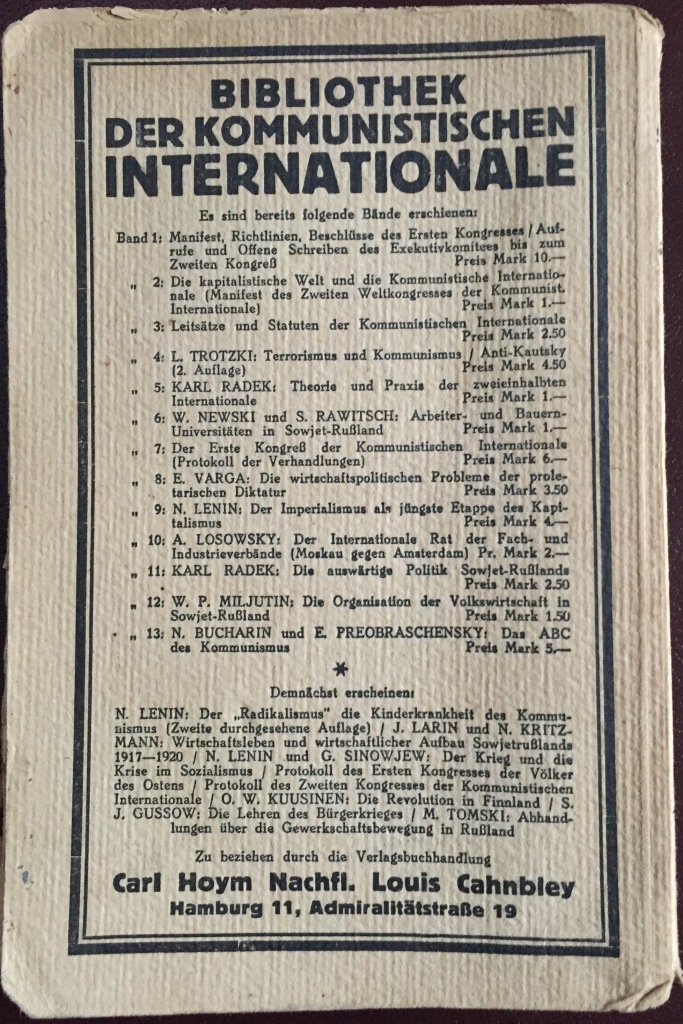 BIBLIOTHEK
DER KOMMUNISTISCHEN
INTERNATIONALE
Es sind bereits folgende Bände erschienen:
Band 1: Manifest, Richtlinien, Beschlüsse des Ersten Kongresses / Auf-
rufe und Offene Schreiben des Exekutivkomitees bis zum
Zweiten Kongreß Preis Mark 10.—
„ 2: Die kapitalistische Welt und die Kommunistische Internatio-
nale (Manifest des Zweiten Weltkongresses der Kommunist.
Internationale) Preis Mark 1.—
„ 3: Leitsätze und Statuten der Kommunistischen Internationale
Preis Mark 2.50
„ 4: L. TROTZKI: Terrorismus und Kommunismus / Anti-Kautsky
(2. Auflage) Preis Mark 4.50
„ 5: KARL RADEK: Theorie und Praxis der zweieinhalbten
Internationale Preis Mark 1.—
„ 6: W. NEWSKI und S. RAWITSCH: Arbeiter- und Bauern-
Universitäten in Sowjet-Rußland Preis Mark 1.—
„ 7: Der Erste Kongreß der Kommunistischen Internationale
(Protokoll der Verhandlungen) Preis Mark 6.—
„ 8: E. VARGA: Die wirtschaftspolitischen Probleme der prole-
tarischen Diktatur Preis Mark 3.50
„ 9: N. LENIN: Der Imperialismus als jüngste Etappe des Kapi-
talismus Preis Mark 4.—
„ 10: A. LOSOWSKY: Der Internationale Rat der Fach- und
Industrieverbände (Moskau gegen Amsterdam) Pr. Mark 2.—
„ 11: KARL RADEK: Die auswärtige Politik Sowjet-Rußlands
Preis Mark 2.50
„ 12: W. P. MILJUTIN: Die Organisation der Volkswirtschaft in
Sowjet-Rußland Preis Mark 1.50
„ 13: N. BUCHARIN und E. PREOBRASCHENSKY: Das ABC
des Kommunismus Preis Mark 5.—
*
Demnächst erscheinen:
N. LENIN: Der „Radikalismus" die Kinderkrankheit des Kommu-
nismus (Zweite durchgesehene Auflage) / J. LARIN und N. KRITZ-
MANN: Wirtschaftsleben und wirtschaftlicher Aufbau Sowjetrußlands
1917—1920 / N. LENIN und G. SINOWJEW: Der Krieg und die
Krise im Sozialismus / Protokoll des Ersten Kongresses der Völker
des Ostens / Protokoll des Zweiten Kongresses der Kommunistischen
Internationale / O. W. KUUSINEN: Die Revolution in Finnland / S.
J. GUSSOW: Die Lehren des Bürgerkrieges / M. TOMSKI: Abhand-
lungen über die Gewerkschaftsbewegung in Rußland
Zu beziehen durch die Verlagsbuchhandlung
Carl Hoym Nachfl. Louis Cahnbley
Hamburg 11, Admiralitätstraße 19